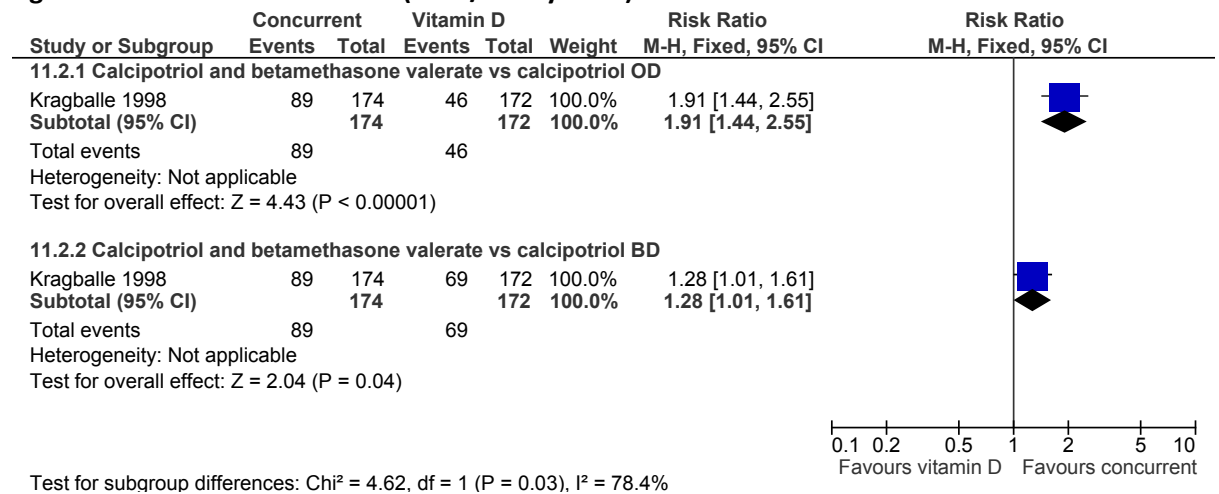 Concurrent Vitamin D Risk Ratio Risk Ratio
Study or Subgroup Events Total Events Total Weight M-H, Fixed, 95% CI M-H, Fixed, 95% CI
11.2.1 Calcipotriol and betamethasone valerate vs calcipotriol OD
Kragballe 1998 89 174 46 172 100.0% 1.91 [1.44, 2.55]
Subtotal (95% CI) 174 172 100.0% 1.91 [1.44, 2.55]
Total events 89 46
Heterogeneity: Not applicable
Test for overall effect: Z = 4.43 (P < 0.00001)
11.2.2 Calcipotriol and betamethasone valerate vs calcipotriol BD
Kragballe 1998 89 174 69 172 100.0% 1.28 [1.01, 1.61]
Subtotal (95% CI) 174 172 100.0% 1.28 [1.01, 1.61]
Total events 89 69
Heterogeneity: Not applicable
Test for overall effect: Z = 2.04 (P = 0.04)
0.1 0.2 0.5 1 2 5 10
Favours vitamin D Favours concurrent
Test for subgroup differences: Chi² = 4.62, df = 1 (P = 0.03), I² = 78.4%